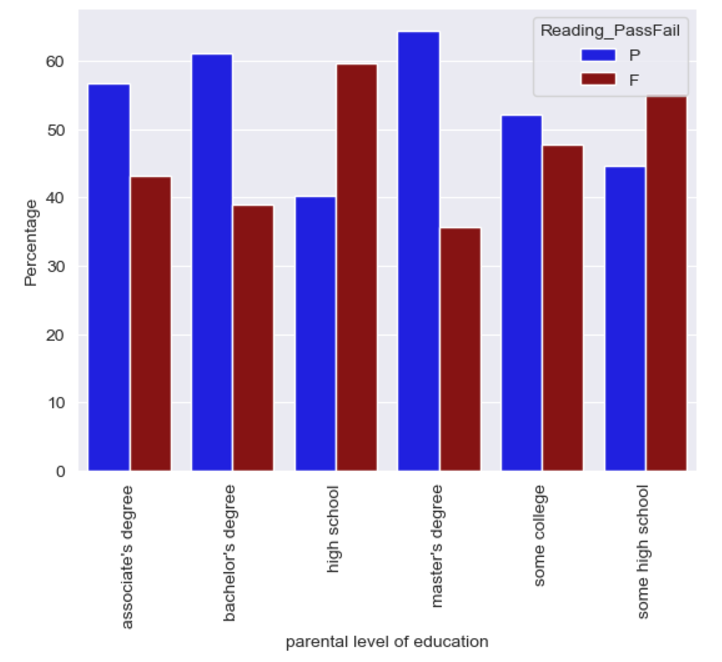 Reading_PassFail
P
F
60
50
40
30
20
10
0
Percentage
associate's degree
bachelor's degree
high school
master's degree
some college
some high school
parental level of education